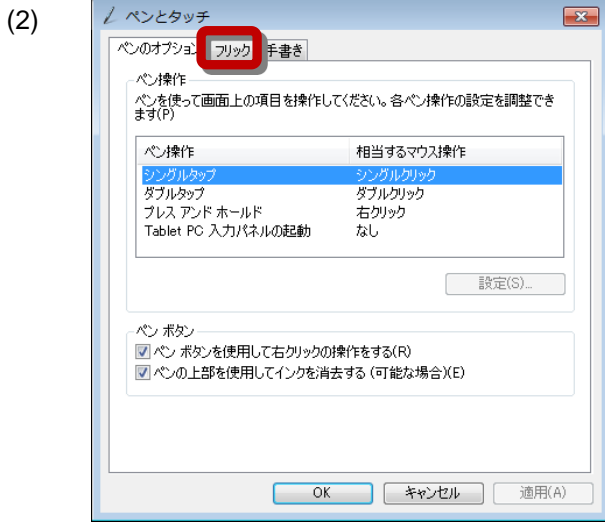 (2)
ペンとタッチ
ペンのオプション フリック 手書き
ペン操作
ペンを使って画面上の項目を操作してください。各ペン操作の設定を調整でき
ます(P)
ペン操作 相当するマウス操作
シングルタップ シングルクリック
ダブルタップ ダブルクリック
プレス アンド ホールド 右クリック
Tablet PC 入力パネルの起動 なし
設定(S)...
ペン ボタン
ペン ボタンを使用して右クリックの操作をする(R)
ペンの上部を使用してインクを消去する (可能な場合)(E)
OK キャンセル 適用(A)